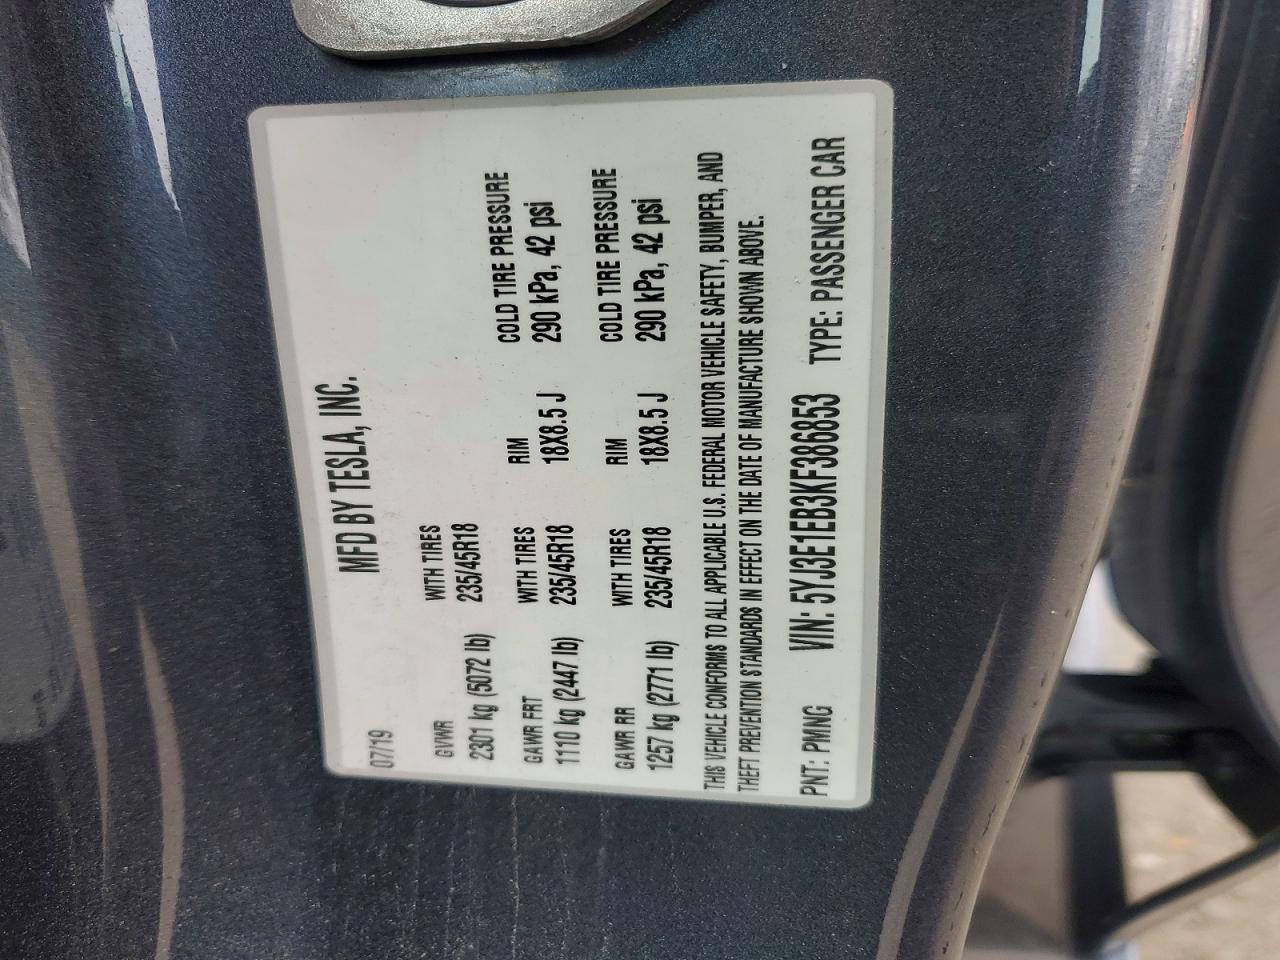 MFD BY TESLA, INC.
07/19
GVWR WITH TIRES
2301 kg (5072 lb) 235/45R18
GAWR FRT WITH TIRES RIM COLD TIRE PRESSURE
1110 kg (2447 lb) 235/45R18 18X8.5 J 290 kPa, 42 psi
GAWR RR WITH TIRES RIM COLD TIRE PRESSURE
1257 kg (2771 lb) 235/45R18 18X8.5 J 290 kPa, 42 psi
THIS VEHICLE CONFORMS TO ALL APPLICABLE U.S. FEDERAL MOTOR VEHICLE SAFETY, BUMPER, AND
THEFT PREVENTION STANDARDS IN EFFECT ON THE DATE OF MANUFACTURE SHOWN ABOVE.
PNT: PMNG VIN: 5YJ3E1EB3KF386853 TYPE: PASSENGER CAR